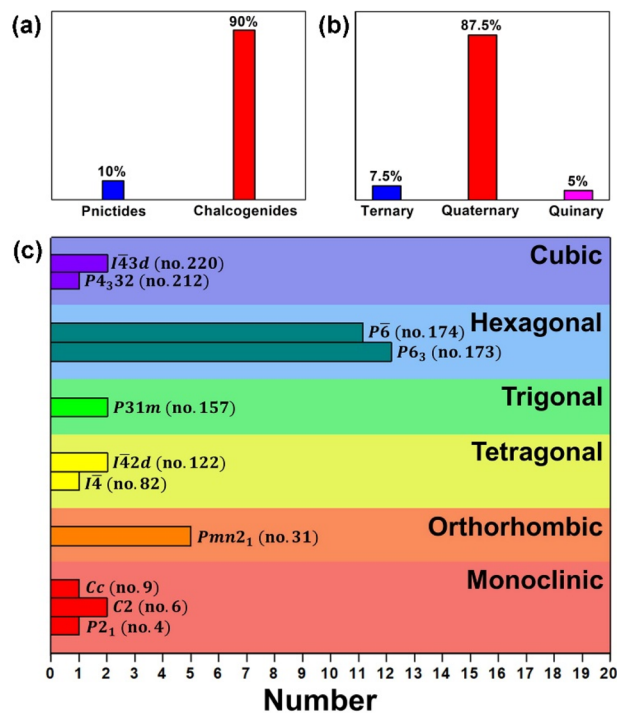 (a)
90%
10%
Pnictides Chalcogenides
(b)
87.5%
7.5%
5%
Ternary Quaternary Quinary
(c)
Cubic
I4̅3d (no. 220)
P4₃32 (no. 212)
Hexagonal
P6̅ (no. 174)
P6₃ (no. 173)
Trigonal
P31m (no. 157)
Tetragonal
I4̅2d (no. 122)
I4̅ (no. 82)
Orthorhombic
Pmn2₁ (no. 31)
Monoclinic
Cc (no. 9)
C2 (no. 6)
P2₁ (no. 4)
0 1 2 3 4 5 6 7 8 9 10 11 12 13 14 15 16 17 18 19 20
Number